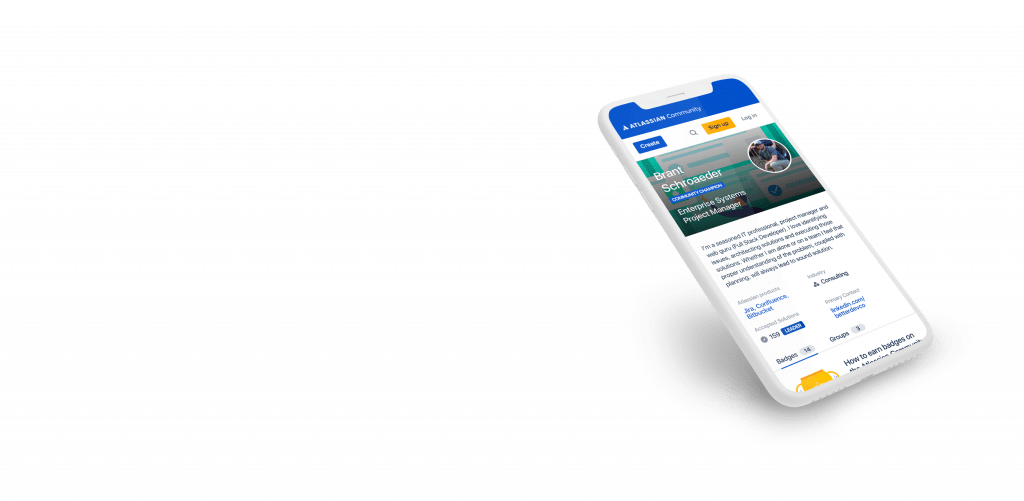 ATLASSIAN Community
Create
Sign up
Log in
Brant
Schroaeder
COMMUNITY CHAMPION
Enterprise Systems
Project Manager
I'm a seasoned IT professional, project manager and
web guru (Full Stack Developer). I love identifying
issues, architecting solutions and executing those
solutions. Whether I am alone or on a team I feel that
proper understanding of the problem, coupled with
planning, will always lead to sound solution.
Atlassian products
Jira, Confluence,
Bitbucket
Industry
Consulting
Accepted Solutions
159 LEADER
Primary Contact
linkedin.com/
betterdevco
Badges 14
Groups 3
How to earn badges on
the Atlassian Community